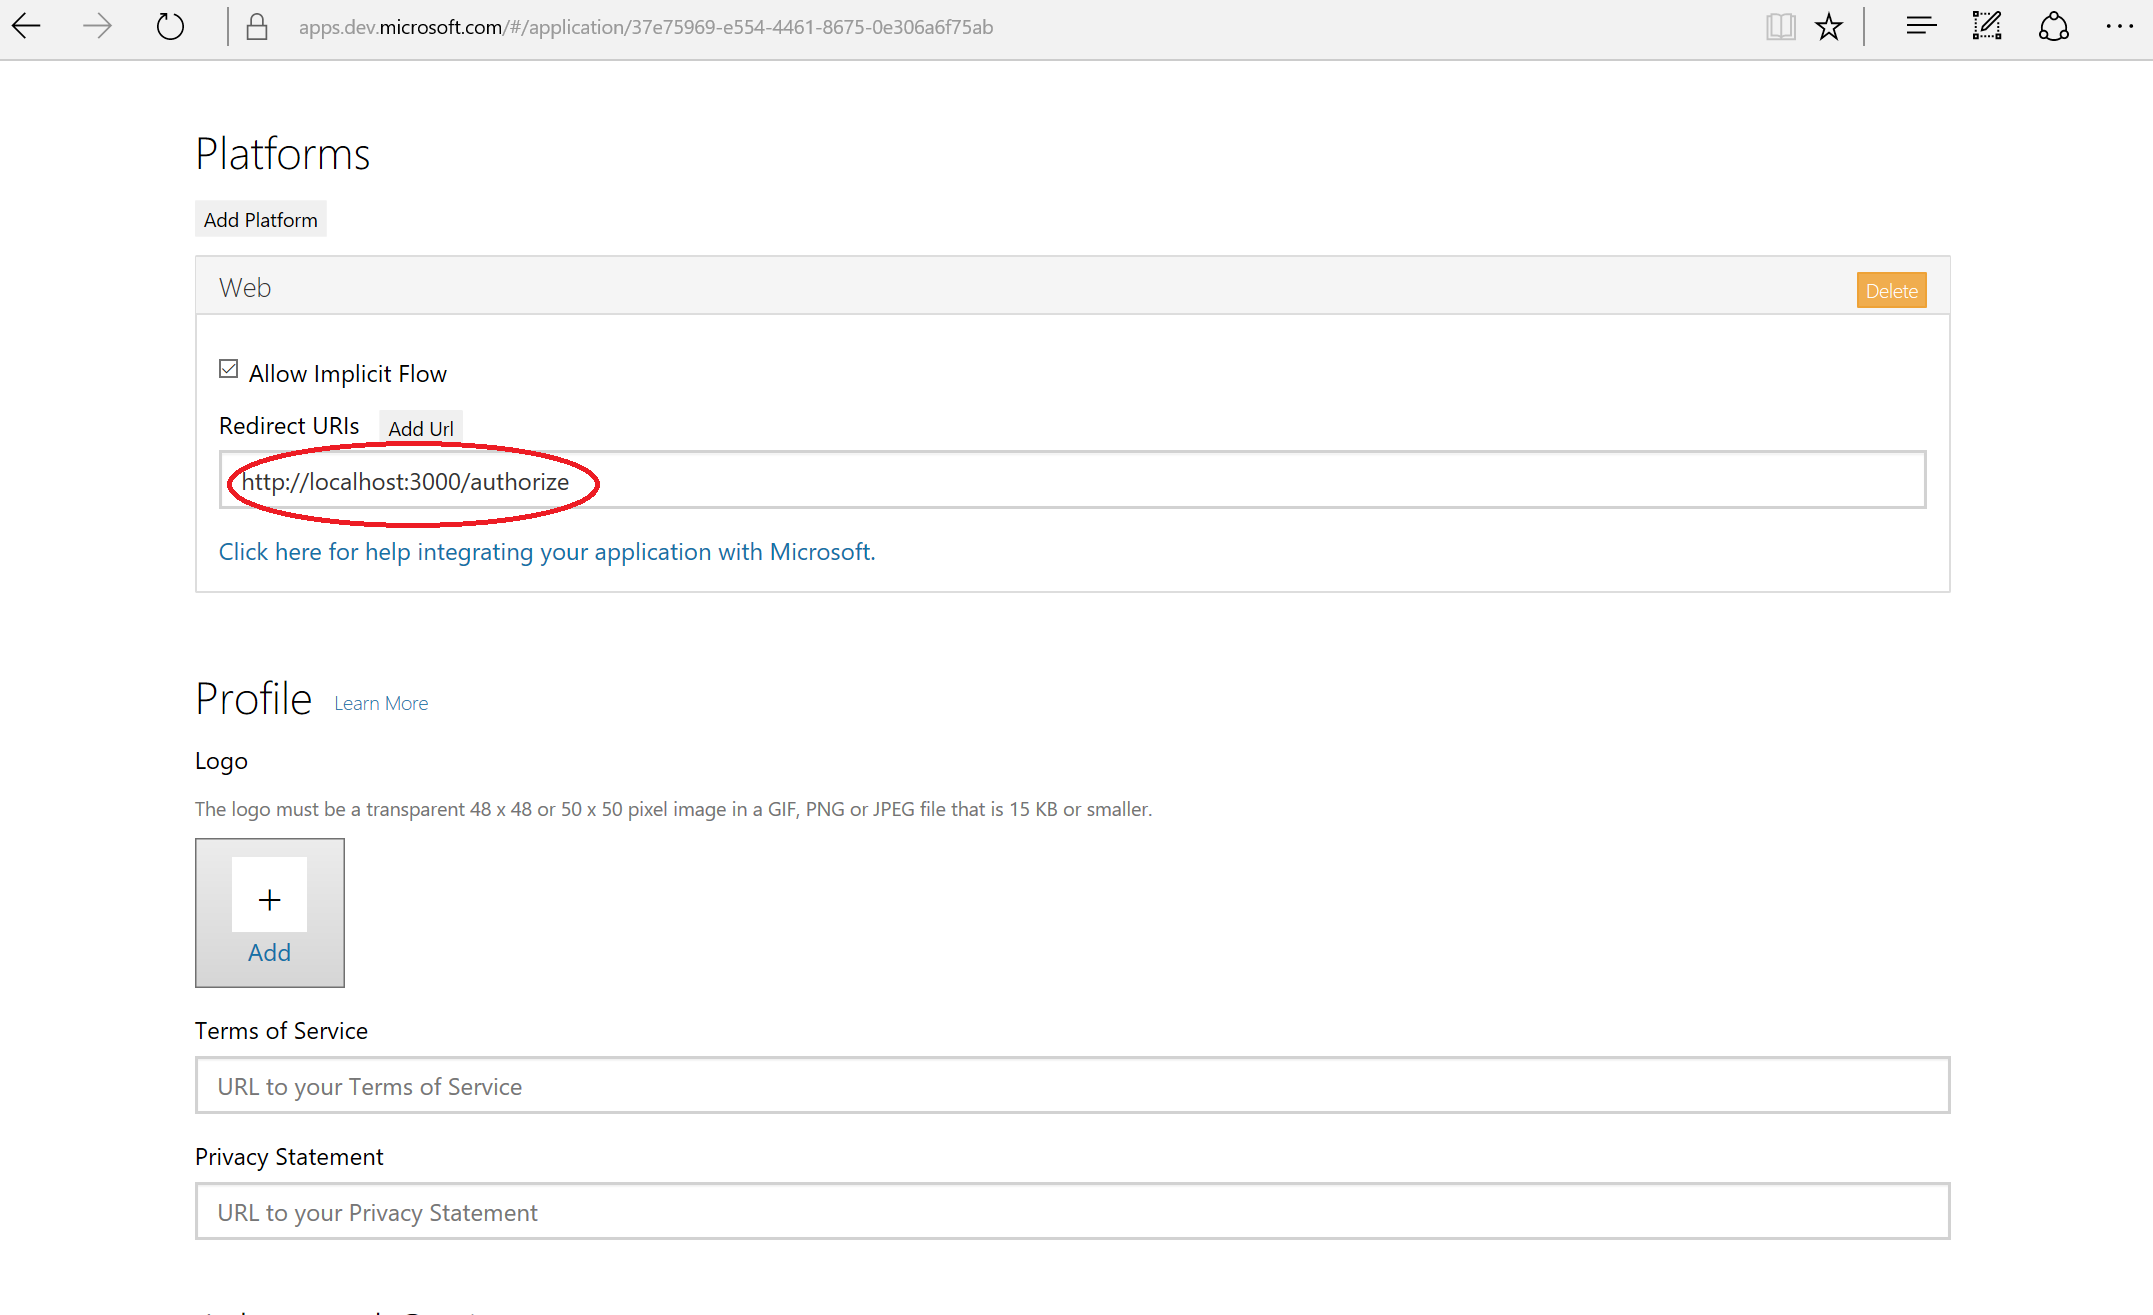 apps.dev.microsoft.com/#/application/37e75969-e554-4461-8675-0e306a6f75ab
Platforms
Add Platform
Web
Delete
Allow Implicit Flow
Redirect URIs Add Url
http://localhost:3000/authorize
Click here for help integrating your application with Microsoft.
Profile Learn More
Logo
The logo must be a transparent 48 x 48 or 50 x 50 pixel image in a GIF, PNG or JPEG file that is 15 KB or smaller.
+
Add
Terms of Service
URL to your Terms of Service
Privacy Statement
URL to your Privacy Statement